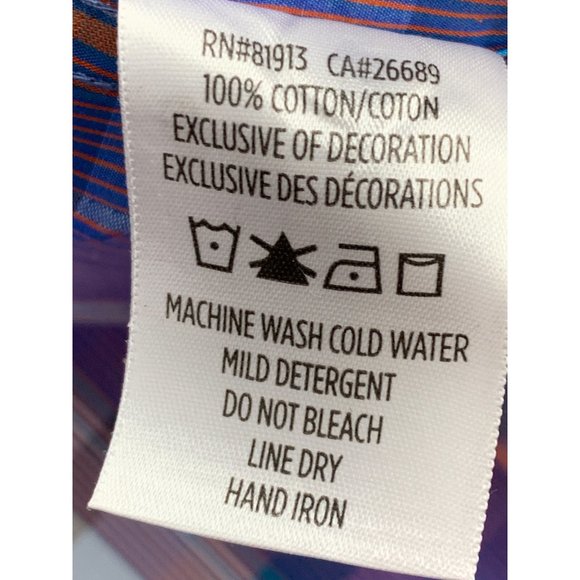 RN#81913 CA#26689
100% COTTON/COTON
EXCLUSIVE OF DECORATION
EXCLUSIVE DES DÉCORATIONS
MACHINE WASH COLD WATER
MILD DETERGENT
DO NOT BLEACH
LINE DRY
HAND IRON